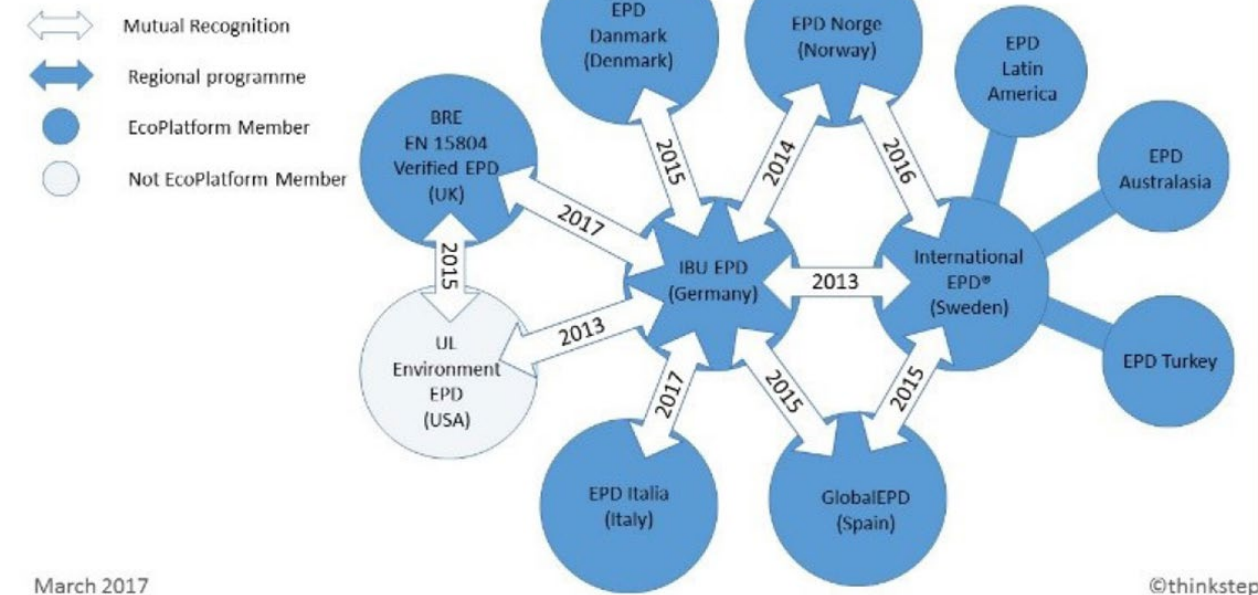 Mutual Recognition
Regional programme
EcoPlatform Member
Not EcoPlatform Member
EPD
Danmark
(Denmark)
EPD Norge
(Norway)
EPD
Latin
America
EPD
Australasia
EPD Turkey
BRE
EN 15804
Verified EPD
(UK)
UL
Environment
EPD
(USA)
IBU EPD
(Germany)
International
EPD®
(Sweden)
EPD Italia
(Italy)
GlobalEPD
(Spain)
2015
2014
2016
2017
2015
2013
2013
2017
2015
2015
March 2017
©thinkstep